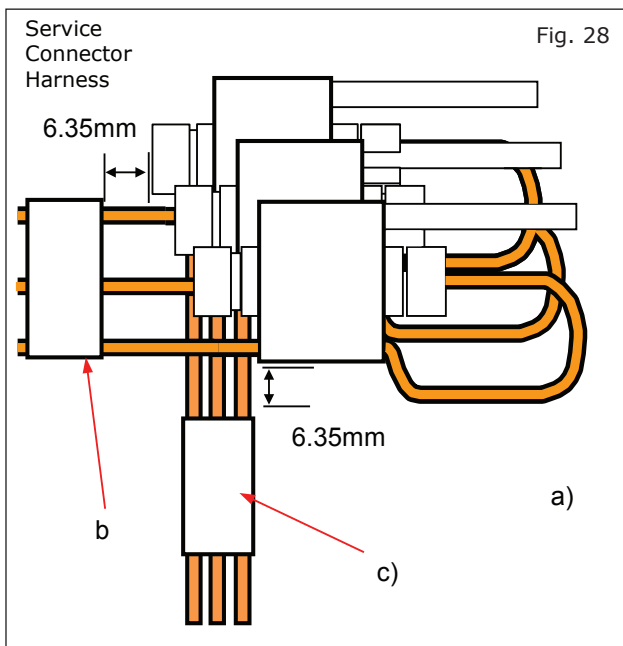 Service
Connector
Harness
Fig. 28
6.35mm
6.35mm
a)
b
c)